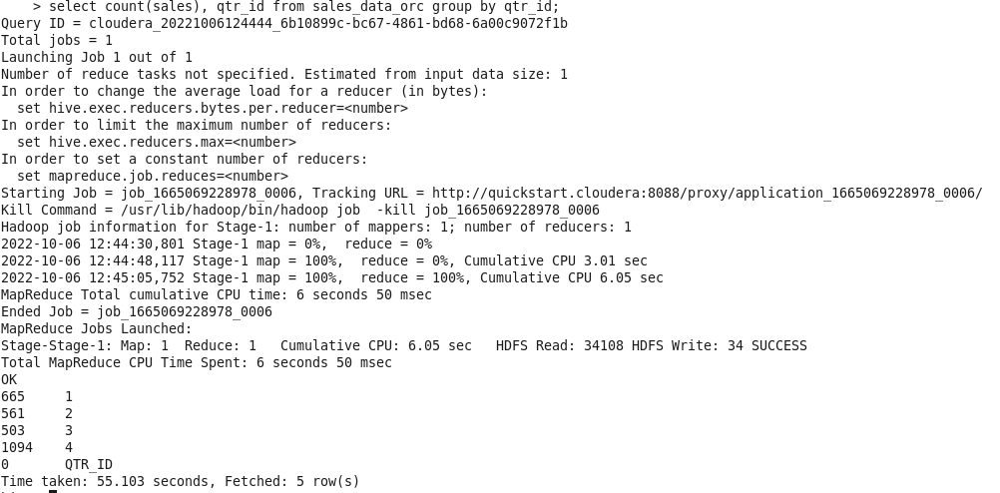 > select count(sales), qtr_id from sales_data_orc group by qtr_id;
Query ID = cloudera_20221006124444_6b10899c-bc67-4861-bd68-6a00c9072f1b
Total jobs = 1
Launching Job 1 out of 1
Number of reduce tasks not specified. Estimated from input data size: 1
In order to change the average load for a reducer (in bytes):
  set hive.exec.reducers.bytes.per.reducer=<number>
In order to limit the maximum number of reducers:
  set hive.exec.reducers.max=<number>
In order to set a constant number of reducers:
  set mapreduce.job.reduces=<number>
Starting Job = job_1665069228978_0006, Tracking URL = http://quickstart.cloudera:8088/proxy/application_1665069228978_0006/
Kill Command = /usr/lib/hadoop/bin/hadoop job  -kill job_1665069228978_0006
Hadoop job information for Stage-1: number of mappers: 1; number of reducers: 1
2022-10-06 12:44:30,801 Stage-1 map = 0%,  reduce = 0%
2022-10-06 12:44:48,117 Stage-1 map = 100%,  reduce = 0%, Cumulative CPU 3.01 sec
2022-10-06 12:45:05,752 Stage-1 map = 100%,  reduce = 100%, Cumulative CPU 6.05 sec
MapReduce Total cumulative CPU time: 6 seconds 50 msec
Ended Job = job_1665069228978_0006
MapReduce Jobs Launched:
Stage-Stage-1: Map: 1  Reduce: 1   Cumulative CPU: 6.05 sec   HDFS Read: 34108 HDFS Write: 34 SUCCESS
Total MapReduce CPU Time Spent: 6 seconds 50 msec
OK
665     1
561     2
503     3
1094    4
0       QTR_ID
Time taken: 55.103 seconds, Fetched: 5 row(s)